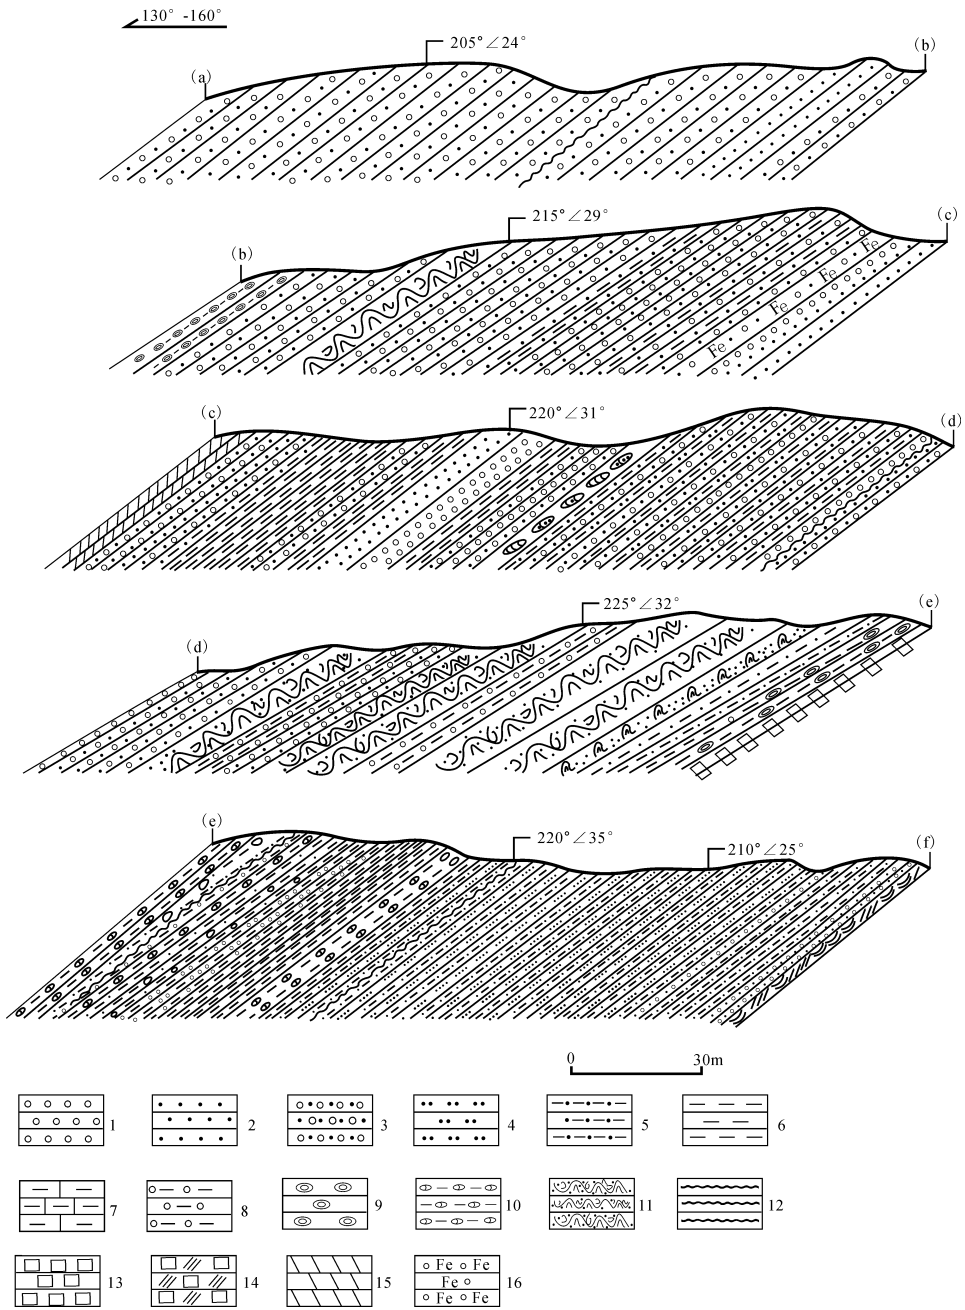 130° -160°
205°∠24°
(a)
(b)
215°∠29°
(b)
(c)
Fe
Fe
Fe
Fe
220°∠31°
(c)
(d)
225°∠32°
(d)
(e)
220°∠35°
210°∠25°
(e)
(f)
0 30m
1 2 3 4 5 6
7 8 9 10 11 12
Fe Fe
13 14 15 Fe 16
Fe Fe